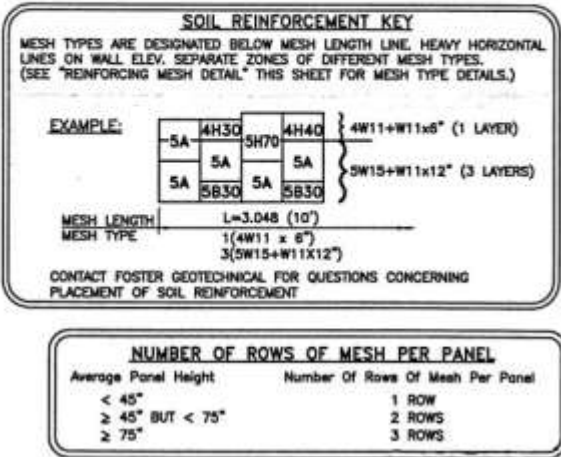 SOIL REINFORCEMENT KEY
MESH TYPES ARE DESIGNATED BELOW MESH LENGTH LINE. HEAVY HORIZONTAL
LINES ON WALL ELEV. SEPARATE ZONES OF DIFFERENT MESH TYPES.
(SEE "REINFORCING MESH DETAIL" THIS SHEET FOR MESH TYPE DETAILS.)
EXAMPLE:
5A 4H30 5H70 4H40
5A 5A 5A 5A
5B30 5B30
4W11+W11x6" (1 LAYER)
5W15+W11x12" (3 LAYERS)
MESH LENGTH L=3.048 (10')
MESH TYPE 1(4W11 x 6")
3(5W15+W11X12")
CONTACT FOSTER GEOTECHNICAL FOR QUESTIONS CONCERNING
PLACEMENT OF SOIL REINFORCEMENT
NUMBER OF ROWS OF MESH PER PANEL
Average Panel Height Number Of Rows Of Mesh Per Panel
< 45" 1 ROW
≥ 45" BUT < 75" 2 ROWS
≥ 75" 3 ROWS